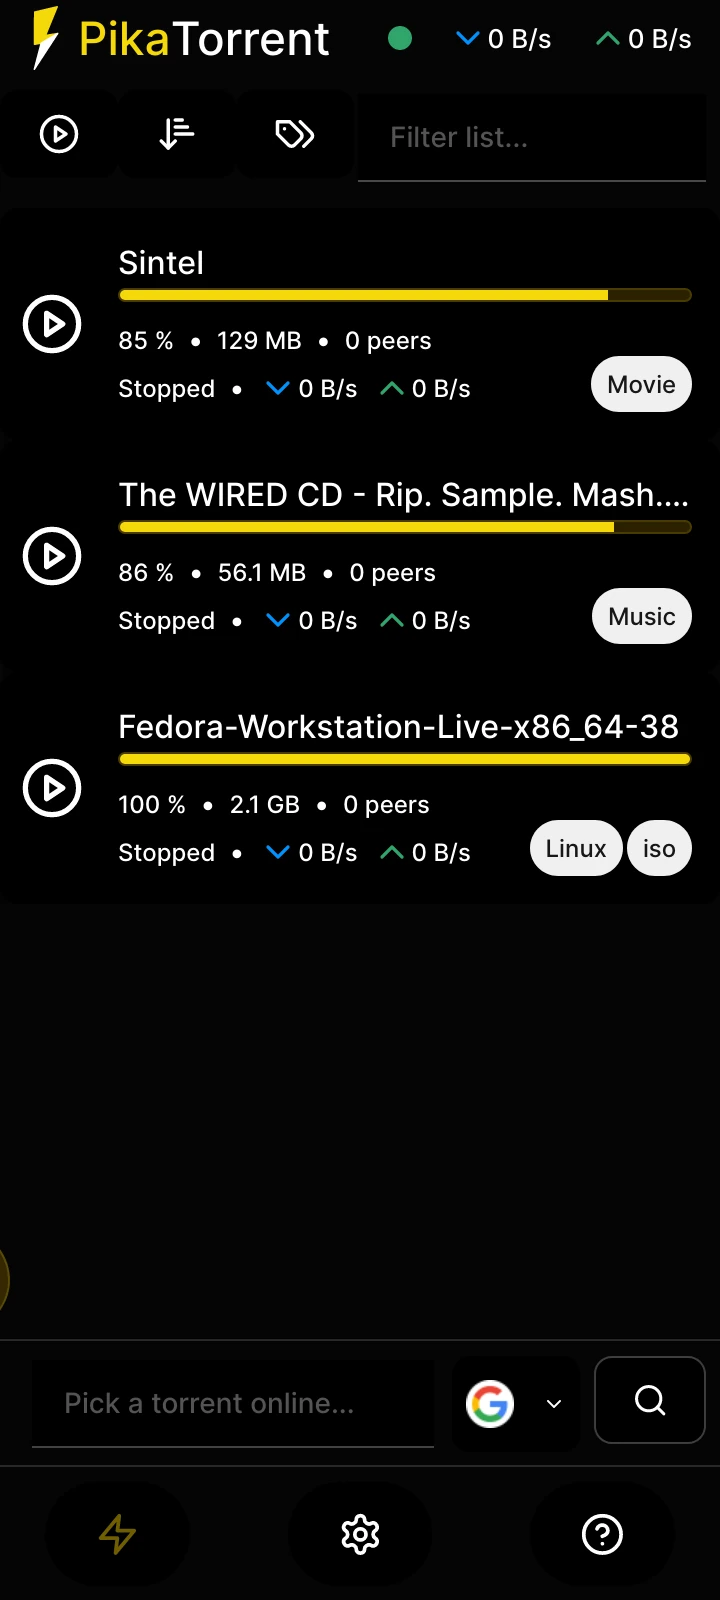 PikaTorrent 0 B/s 0 B/s
Filter list...
Sintel
85 % • 129 MB • 0 peers
Stopped • 0 B/s 0 B/s Movie
The WIRED CD - Rip. Sample. Mash....
86 % • 56.1 MB • 0 peers
Stopped • 0 B/s 0 B/s Music
Fedora-Workstation-Live-x86_64-38
100 % • 2.1 GB • 0 peers
Stopped • 0 B/s 0 B/s Linux iso
Pick a torrent online...